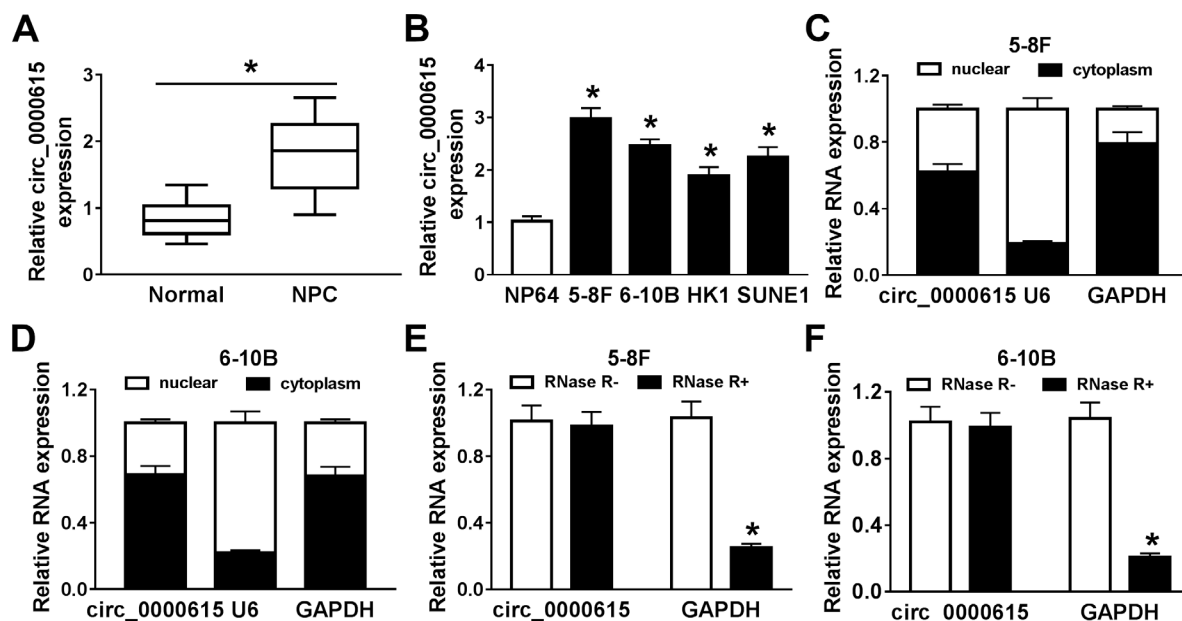 A
Relative circ_0000615
expression
3
2
1
0
*
Normal NPC
B
Relative circ_0000615
expression
4
3
2
1
0
* * * *
NP64 5-8F 6-10B HK1 SUNE1
C
5-8F
nuclear cytoplasm
Relative RNA expression
1.2
0.8
0.4
0.0
circ_0000615 U6 GAPDH
D
6-10B
nuclear cytoplasm
Relative RNA expression
1.2
0.8
0.4
0.0
circ_0000615 U6 GAPDH
E
5-8F
RNase R- RNase R+
Relative RNA expression
1.2
0.8
0.4
0.0
*
circ_0000615 GAPDH
F
6-10B
RNase R- RNase R+
Relative RNA expression
1.2
0.8
0.4
0.0
*
circ_0000615 GAPDH